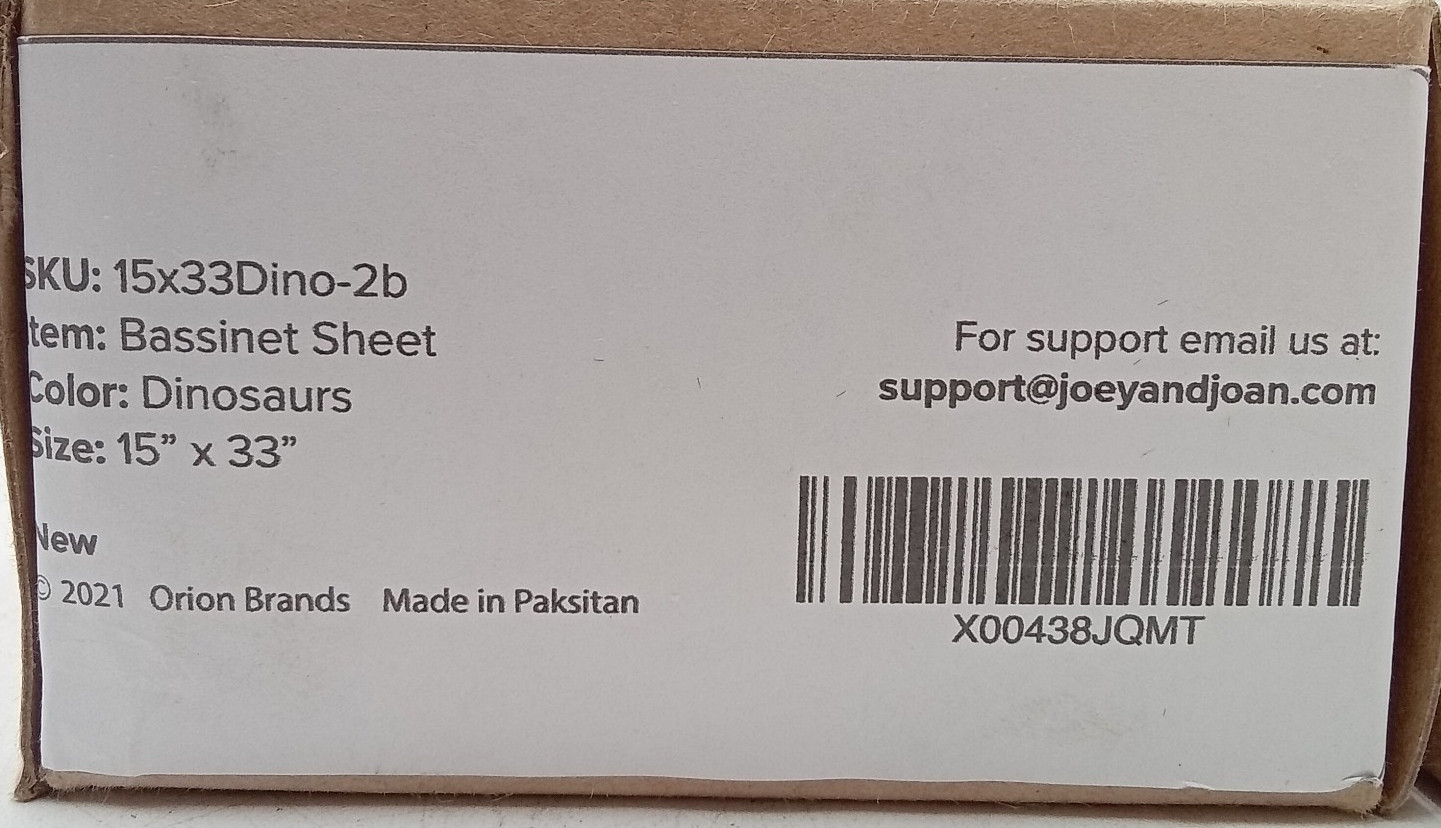 SKU: 15x33Dino-2b
tem: Bassinet Sheet
Color: Dinosaurs
Size: 15” x 33”
New
© 2021 Orion Brands Made in Paksitan
For support email us at:
support@joeyandjoan.com
X00438JQMT